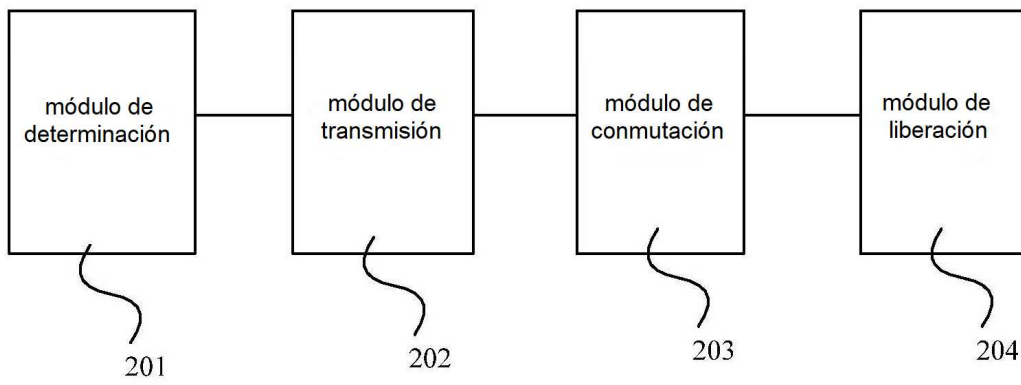 módulo de
determinación
módulo de
transmisión
módulo de
conmutación
módulo de
liberación
201
202
203
204